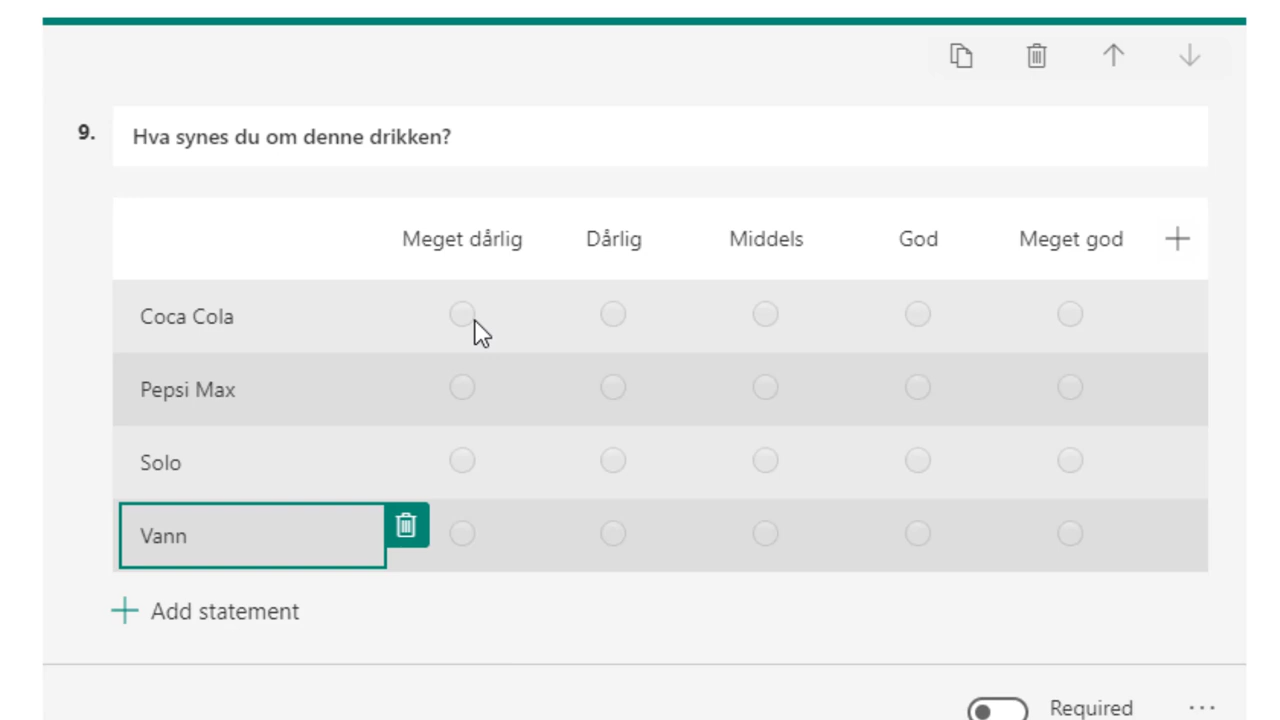 9. Hva synes du om denne drikken?
Meget dårlig Dårlig Middels God Meget god
Coca Cola
Pepsi Max
Solo
Vann
Add statement
Required